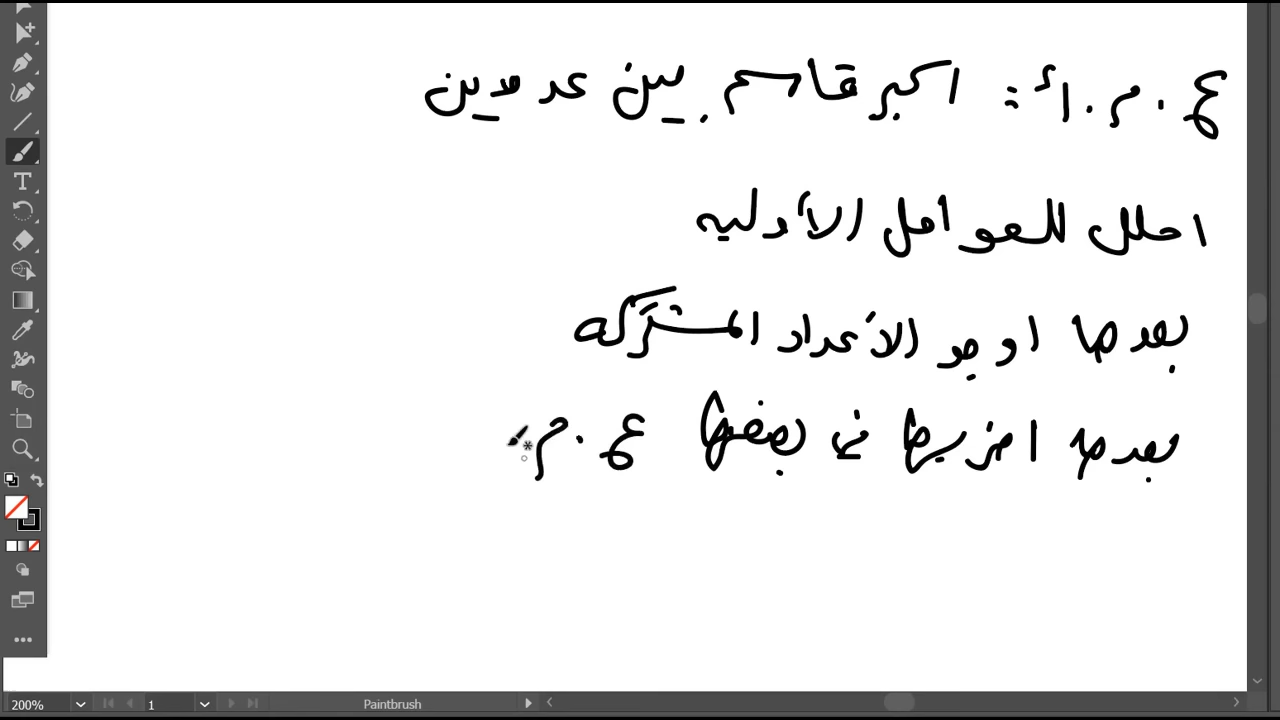 ع . م . أ : اكبر قاسم بين عددين
احلل للعوامل الأوليه
بعدها اوجد الأعداد المشتركه
بعدها اضربها في بعضها ع . م
200%
1
Paintbrush